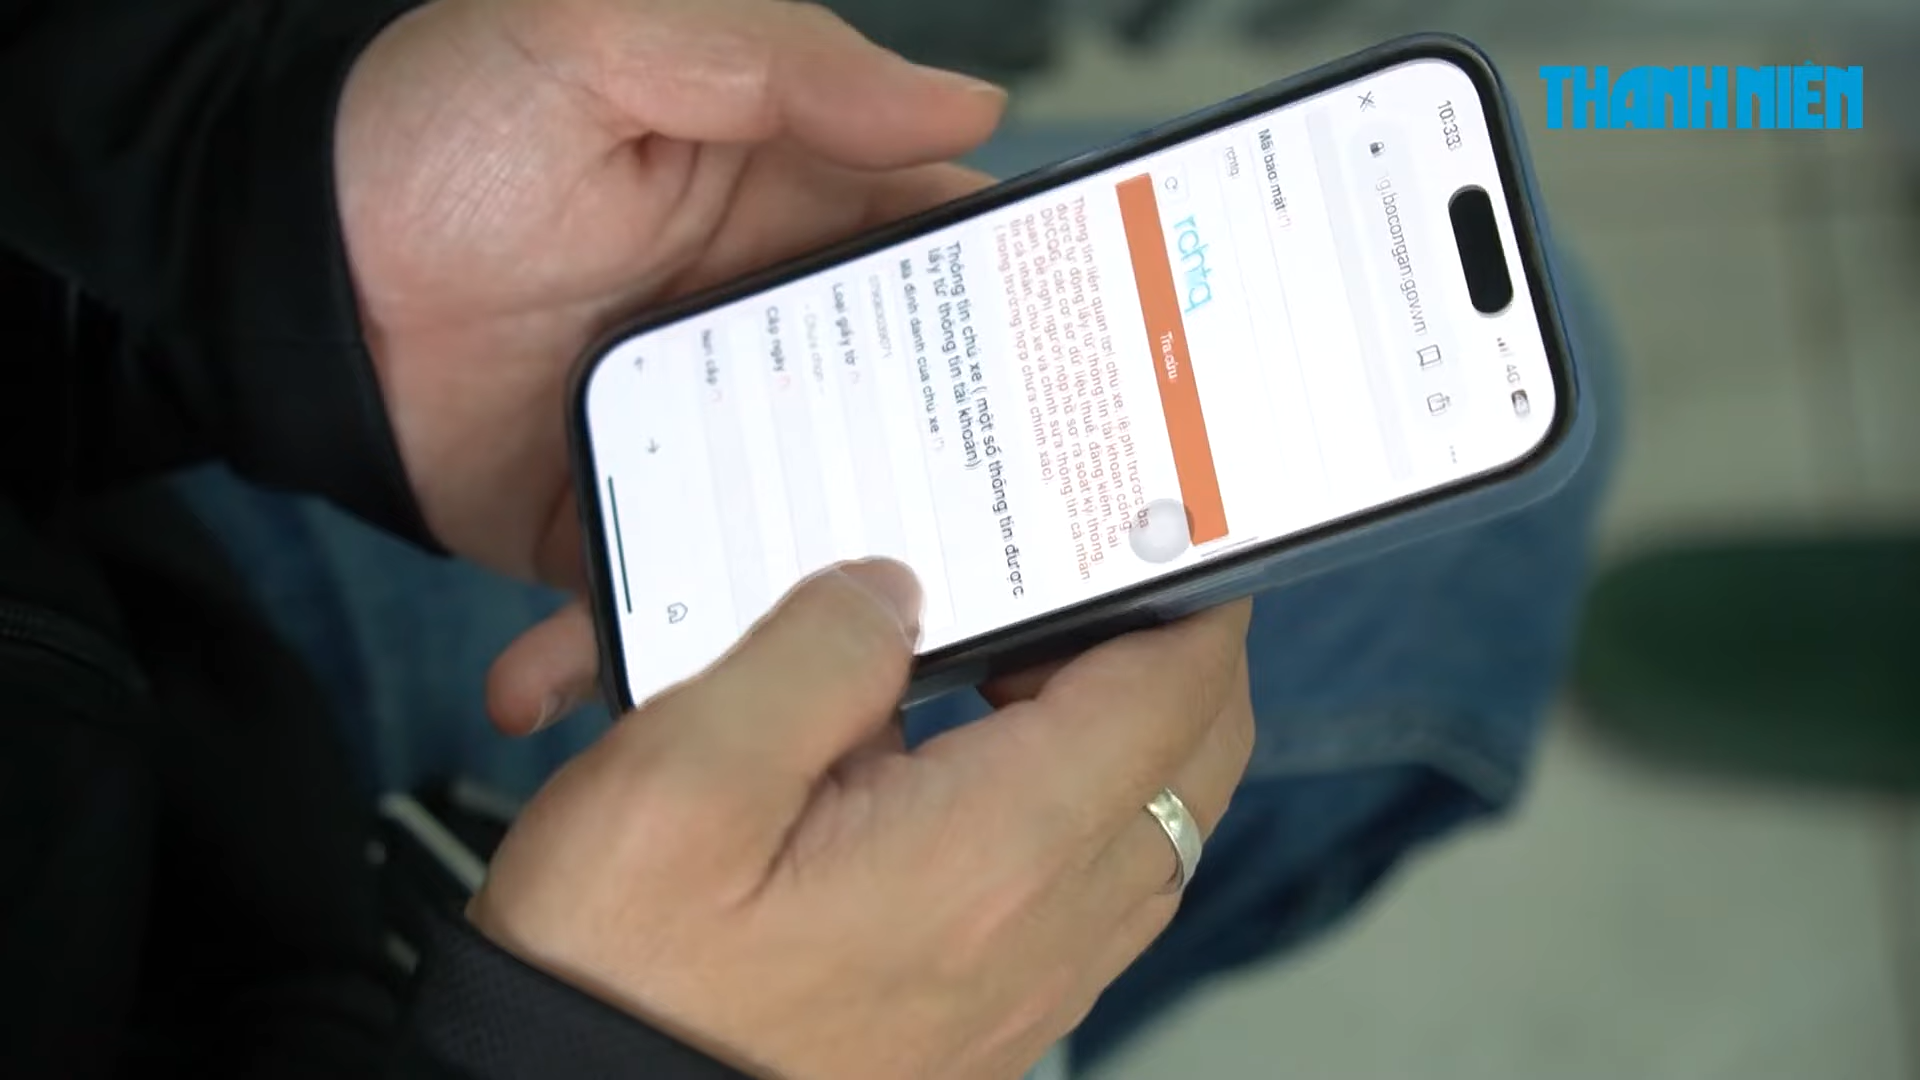 THANH NIÊN
10:33
4G
g.bocongan.gov.vn
Mã bảo mật (*)
rchtq
rchtq
Tra cứu
Thông tin liên quan tới chủ xe, lệ phí trước bạ
được tự động lấy từ thông tin tài khoản cổng
DVCQG, các cơ sở dữ liệu thuế, đăng kiểm, hải
quan. Đề nghị người nộp hồ sơ rà soát kỹ thông
tin cá nhân, chủ xe và chỉnh sửa thông tin cá nhân
( trong trường hợp chưa chính xác).
Thông tin chủ xe ( một số thông tin được
lấy từ thông tin tài khoản)
Mã định danh của chủ xe (*)
Loại giấy tờ (*)
- Chưa chọn -
Cấp ngày (*)
Nơi cấp (*)